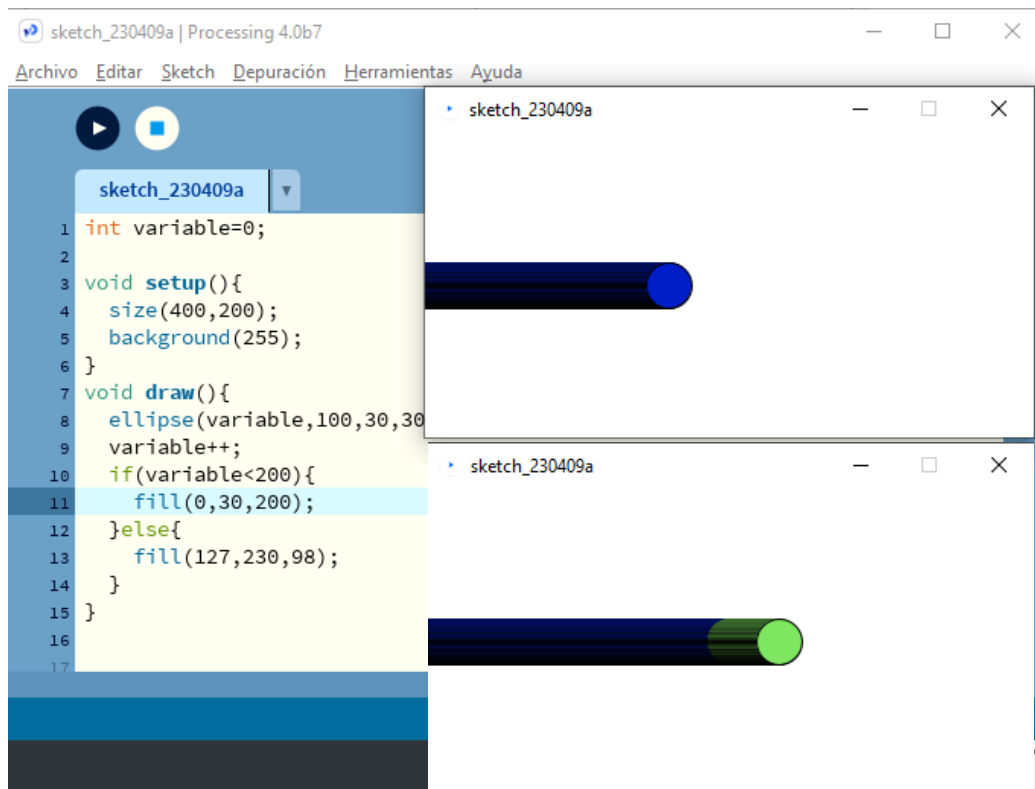 sketch_230409a | Processing 4.0b7
Archivo Editar Sketch Depuración Herramientas Ayuda
sketch_230409a
sketch_230409a
1 int variable=0;
2
3 void setup(){
4 size(400,200);
5 background(255);
6 }
7 void draw(){
8 ellipse(variable,100,30,30
9 variable++;
10 if(variable<200){
11 fill(0,30,200);
12 }else{
13 fill(127,230,98);
14 }
15 }
16
17
sketch_230409a